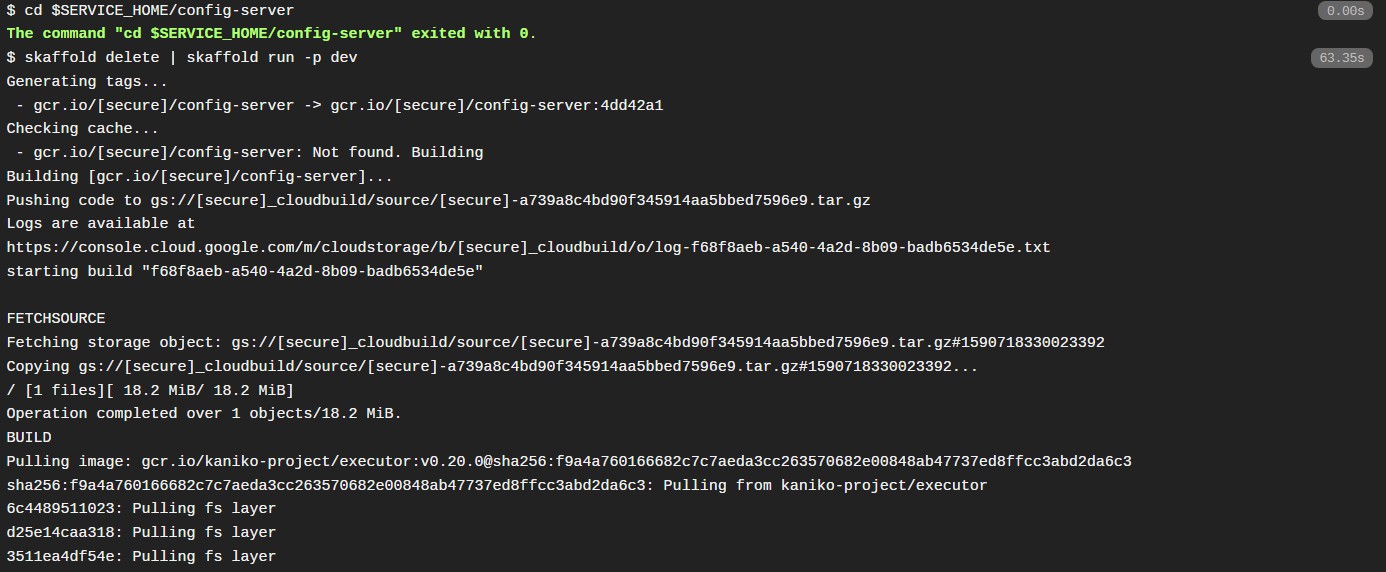 $ cd $SERVICE_HOME/config-server 0.00s
The command "cd $SERVICE_HOME/config-server" exited with 0.
$ skaffold delete | skaffold run -p dev 63.35s
Generating tags...
 - gcr.io/[secure]/config-server -> gcr.io/[secure]/config-server:4dd42a1
Checking cache...
 - gcr.io/[secure]/config-server: Not found. Building
Building [gcr.io/[secure]/config-server]...
Pushing code to gs://[secure]_cloudbuild/source/[secure]-a739a8c4bd90f345914aa5bbed7596e9.tar.gz
Logs are available at
https://console.cloud.google.com/m/cloudstorage/b/[secure]_cloudbuild/o/log-f68f8aeb-a540-4a2d-8b09-badb6534de5e.txt
starting build "f68f8aeb-a540-4a2d-8b09-badb6534de5e"

FETCHSOURCE
Fetching storage object: gs://[secure]_cloudbuild/source/[secure]-a739a8c4bd90f345914aa5bbed7596e9.tar.gz#1590718330023392
Copying gs://[secure]_cloudbuild/source/[secure]-a739a8c4bd90f345914aa5bbed7596e9.tar.gz#1590718330023392...
/ [1 files][ 18.2 MiB/ 18.2 MiB]
Operation completed over 1 objects/18.2 MiB.
BUILD
Pulling image: gcr.io/kaniko-project/executor:v0.20.0@sha256:f9a4a760166682c7c7aeda3cc263570682e00848ab47737ed8ffcc3abd2da6c3
sha256:f9a4a760166682c7c7aeda3cc263570682e00848ab47737ed8ffcc3abd2da6c3: Pulling from kaniko-project/executor
6c4489511023: Pulling fs layer
d25e14caa318: Pulling fs layer
3511ea4df54e: Pulling fs layer